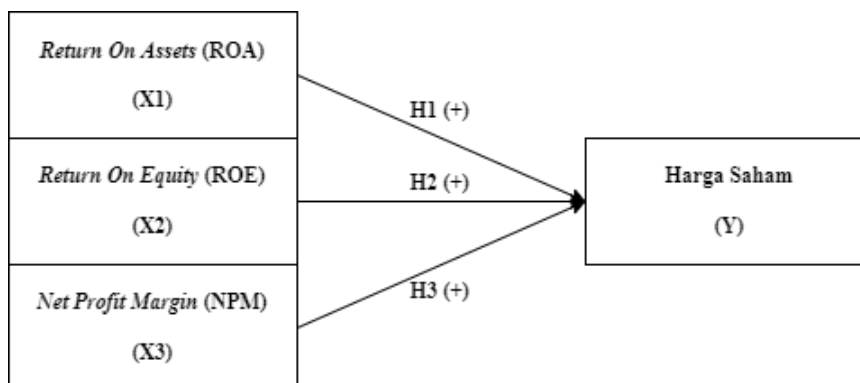 Return On Assets (ROA)
(X1)
H1 (+)
Return On Equity (ROE)
(X2)
H2 (+)
Harga Saham
(Y)
Net Profit Margin (NPM)
(X3)
H3 (+)